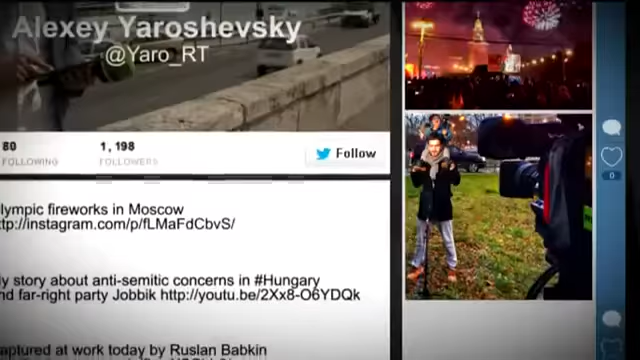 Alexey Yaroshevsky
@Yaro_RT
80
1, 198
FOLLOWING
FOLLOWERS
Follow
lympic fireworks in Moscow
ttp://instagram.com/p/fLMaFdCbvS/
ly story about anti-semitic concerns in #Hungary
nd far-right party Jobbik http://youtu.be/2Xx8-O6YDQk
aptured at work today by Ruslan Babkin
0